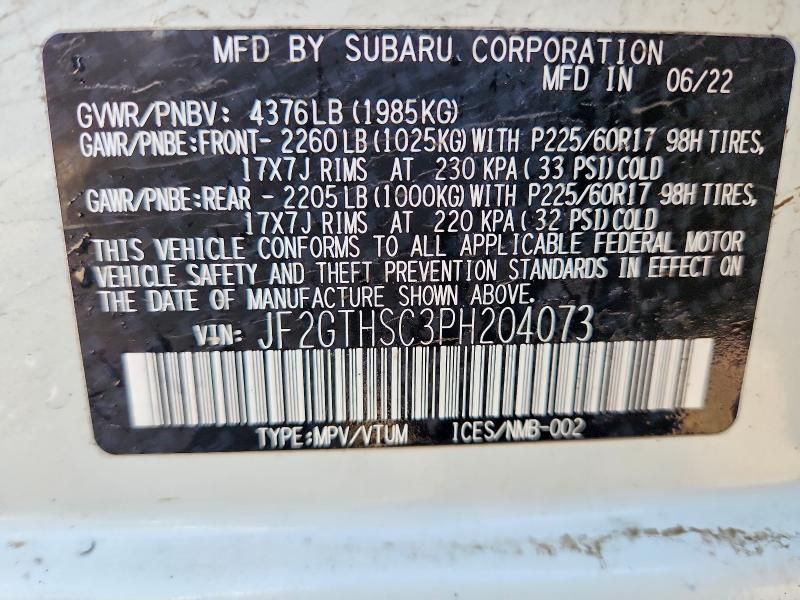 MFD BY SUBARU CORPORATION
MFD IN 06/22
GVWR/PNBV: 4376LB (1985KG)
GAWR/PNBE:FRONT- 2260LB (1025KG) WITH P225/60R17 98H TIRES,
17X7J RIMS AT 230 KPA( 33 PSI)COLD
GAWR/PNBE:REAR - 2205LB (1000KG) WITH P225/60R17 98H TIRES,
17X7J RIMS AT 220 KPA( 32 PSI)COLD
THIS VEHICLE CONFORMS TO ALL APPLICABLE FEDERAL MOTOR
VEHICLE SAFETY AND THEFT PREVENTION STANDARDS IN EFFECT ON
THE DATE OF MANUFACTURE SHOWN ABOVE.
VIN: JF2GTHSC3PH204073
TYPE:MPV/VTUM ICES/NMB-002